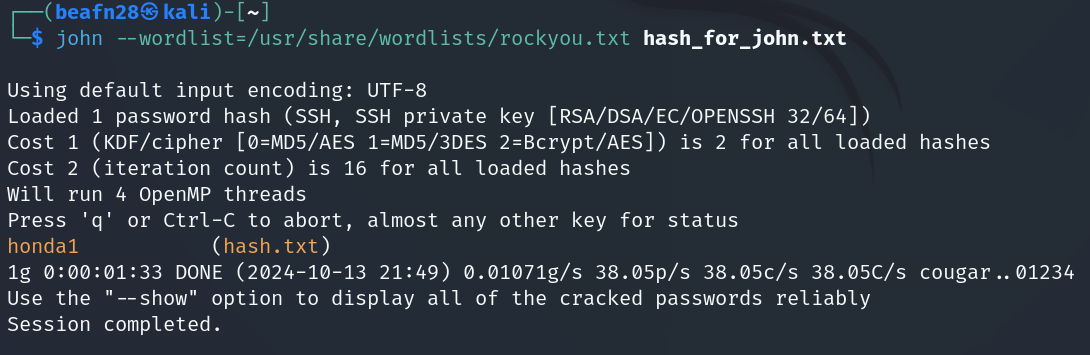 (beafn28㉿kali)-[~]
$ john --wordlist=/usr/share/wordlists/rockyou.txt hash_for_john.txt
Using default input encoding: UTF-8
Loaded 1 password hash (SSH, SSH private key [RSA/DSA/EC/OPENSSH 32/64])
Cost 1 (KDF/cipher [0=MD5/AES 1=MD5/3DES 2=Bcrypt/AES]) is 2 for all loaded hashes
Cost 2 (iteration count) is 16 for all loaded hashes
Will run 4 OpenMP threads
Press 'q' or Ctrl-C to abort, almost any other key for status
honda1           (hash.txt)
1g 0:00:01:33 DONE (2024-10-13 21:49) 0.01071g/s 38.05p/s 38.05c/s 38.05C/s cougar..01234
Use the "--show" option to display all of the cracked passwords reliably
Session completed.